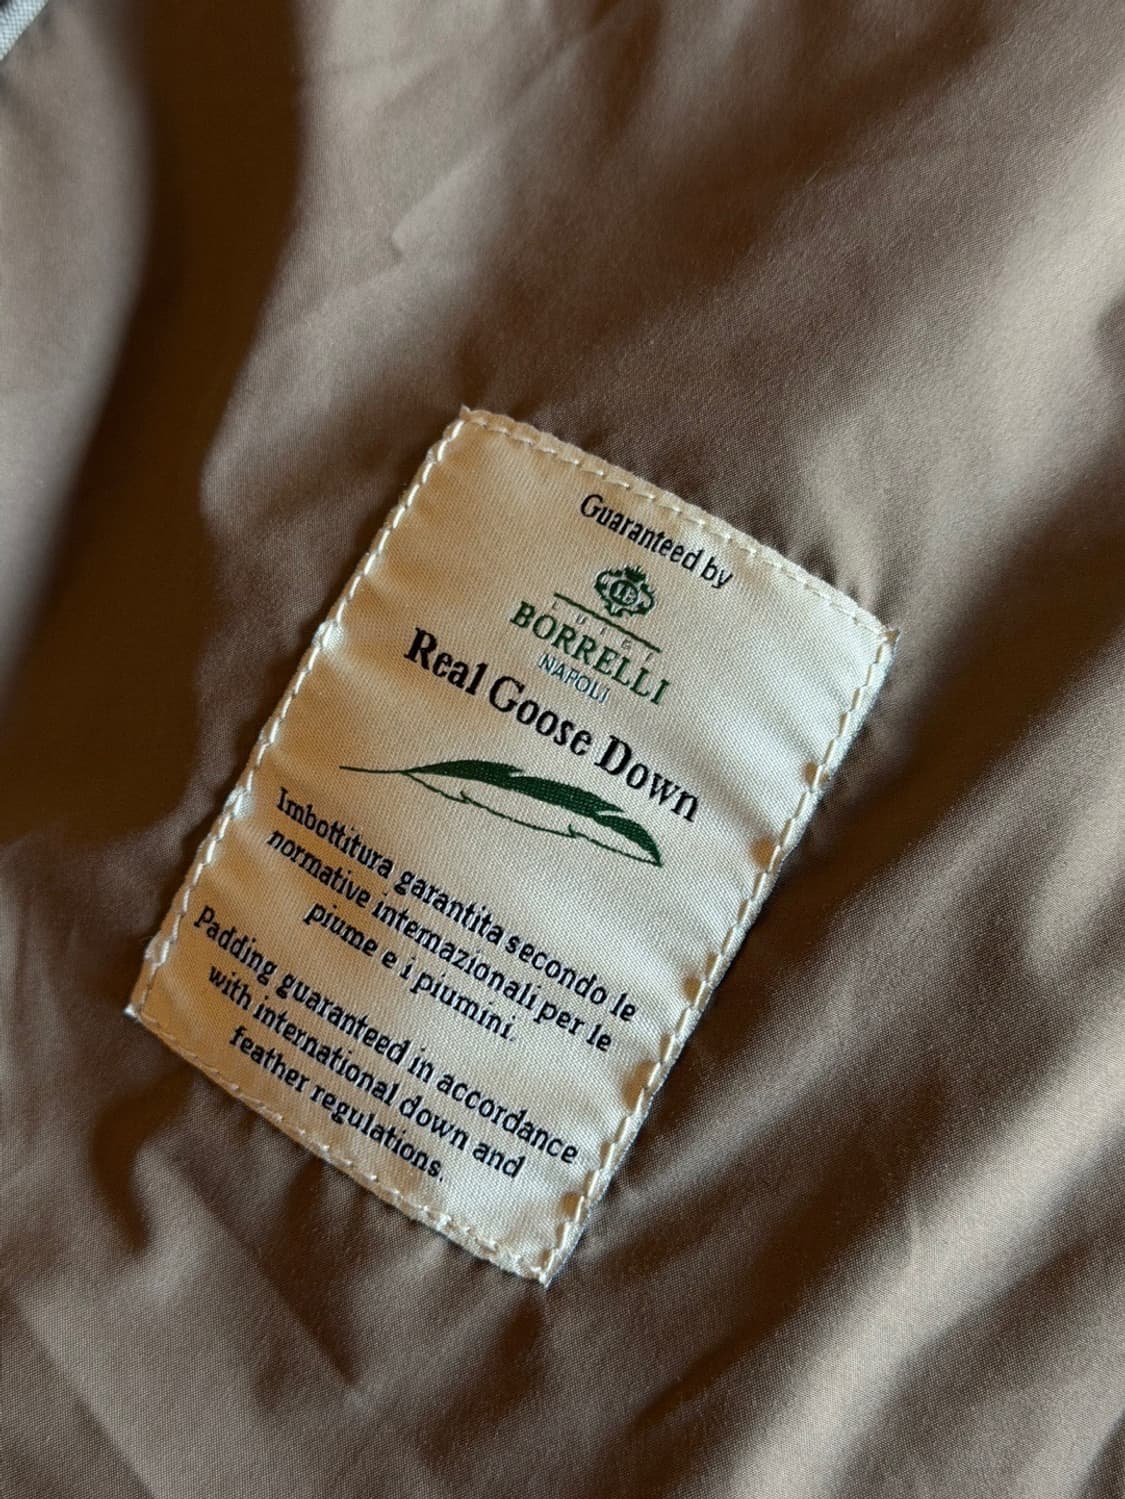 Guaranteed by
LUIGI
BORRELLI
NAPOLI
Real Goose Down
Imbottitura garantita secondo le
normative internazionali per le
piume e i piumini.
Padding guaranteed in accordance
with international down and
feather regulations.